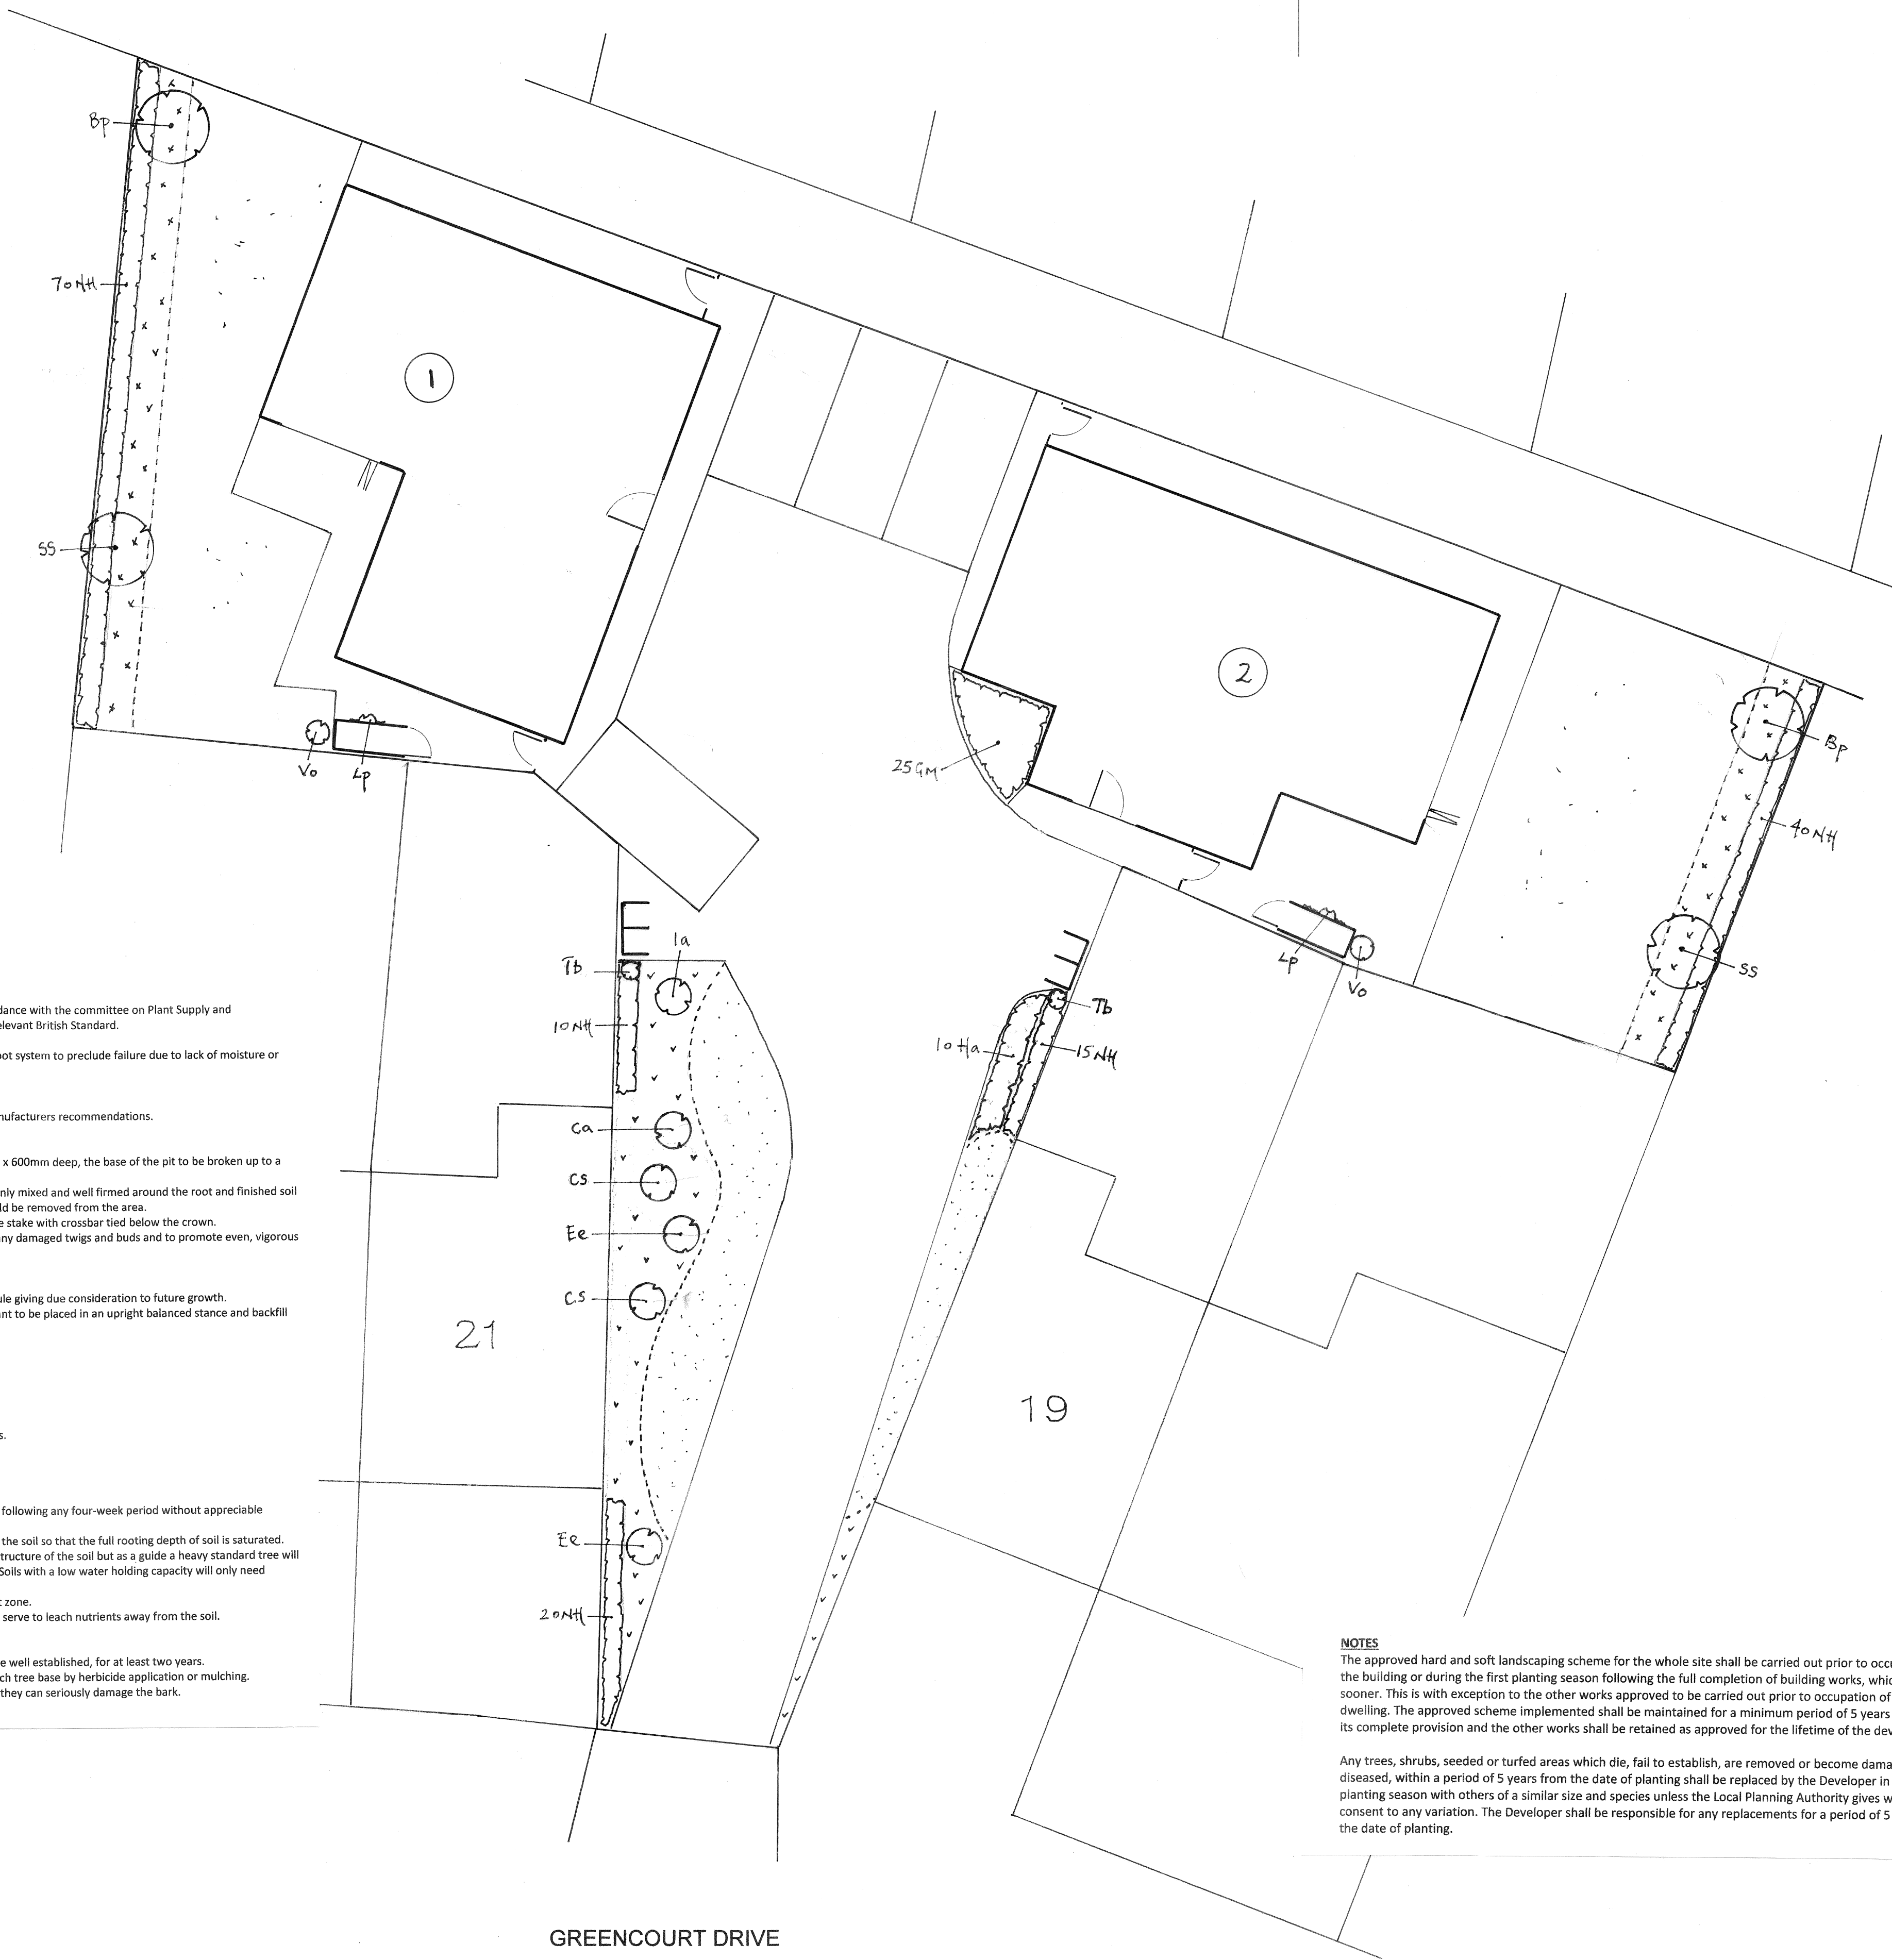 Bp
70NH
1
SS
Vo
Lp
2
25GM
Bp
40NH
SS
Lp
Vo
1a
Tb
10NH
Ca
CS
Ee
CS
Ee
20NH
Tb
10Ha
15NH
21
19
dance with the committee on Plant Supply and
elevant British Standard.
oot system to preclude failure due to lack of moisture or
nufacturers recommendations.
x 600mm deep, the base of the pit to be broken up to a
nly mixed and well firmed around the root and finished soil
ld be removed from the area.
e stake with crossbar tied below the crown.
ny damaged twigs and buds and to promote even, vigorous
ule giving due consideration to future growth.
nt to be placed in an upright balanced stance and backfill
s.
following any four-week period without appreciable
the soil so that the full rooting depth of soil is saturated.
tructure of the soil but as a guide a heavy standard tree will
Soils with a low water holding capacity will only need
t zone.
serve to leach nutrients away from the soil.
e well established, for at least two years.
ch tree base by herbicide application or mulching.
they can seriously damage the bark.
NOTES
The approved hard and soft landscaping scheme for the whole site shall be carried out prior to occu
the building or during the first planting season following the full completion of building works, whic
sooner. This is with exception to the other works approved to be carried out prior to occupation of
dwelling. The approved scheme implemented shall be maintained for a minimum period of 5 years
its complete provision and the other works shall be retained as approved for the lifetime of the dev
Any trees, shrubs, seeded or turfed areas which die, fail to establish, are removed or become dama
diseased, within a period of 5 years from the date of planting shall be replaced by the Developer in
planting season with others of a similar size and species unless the Local Planning Authority gives w
consent to any variation. The Developer shall be responsible for any replacements for a period of 5
the date of planting.
GREENCOURT DRIVE